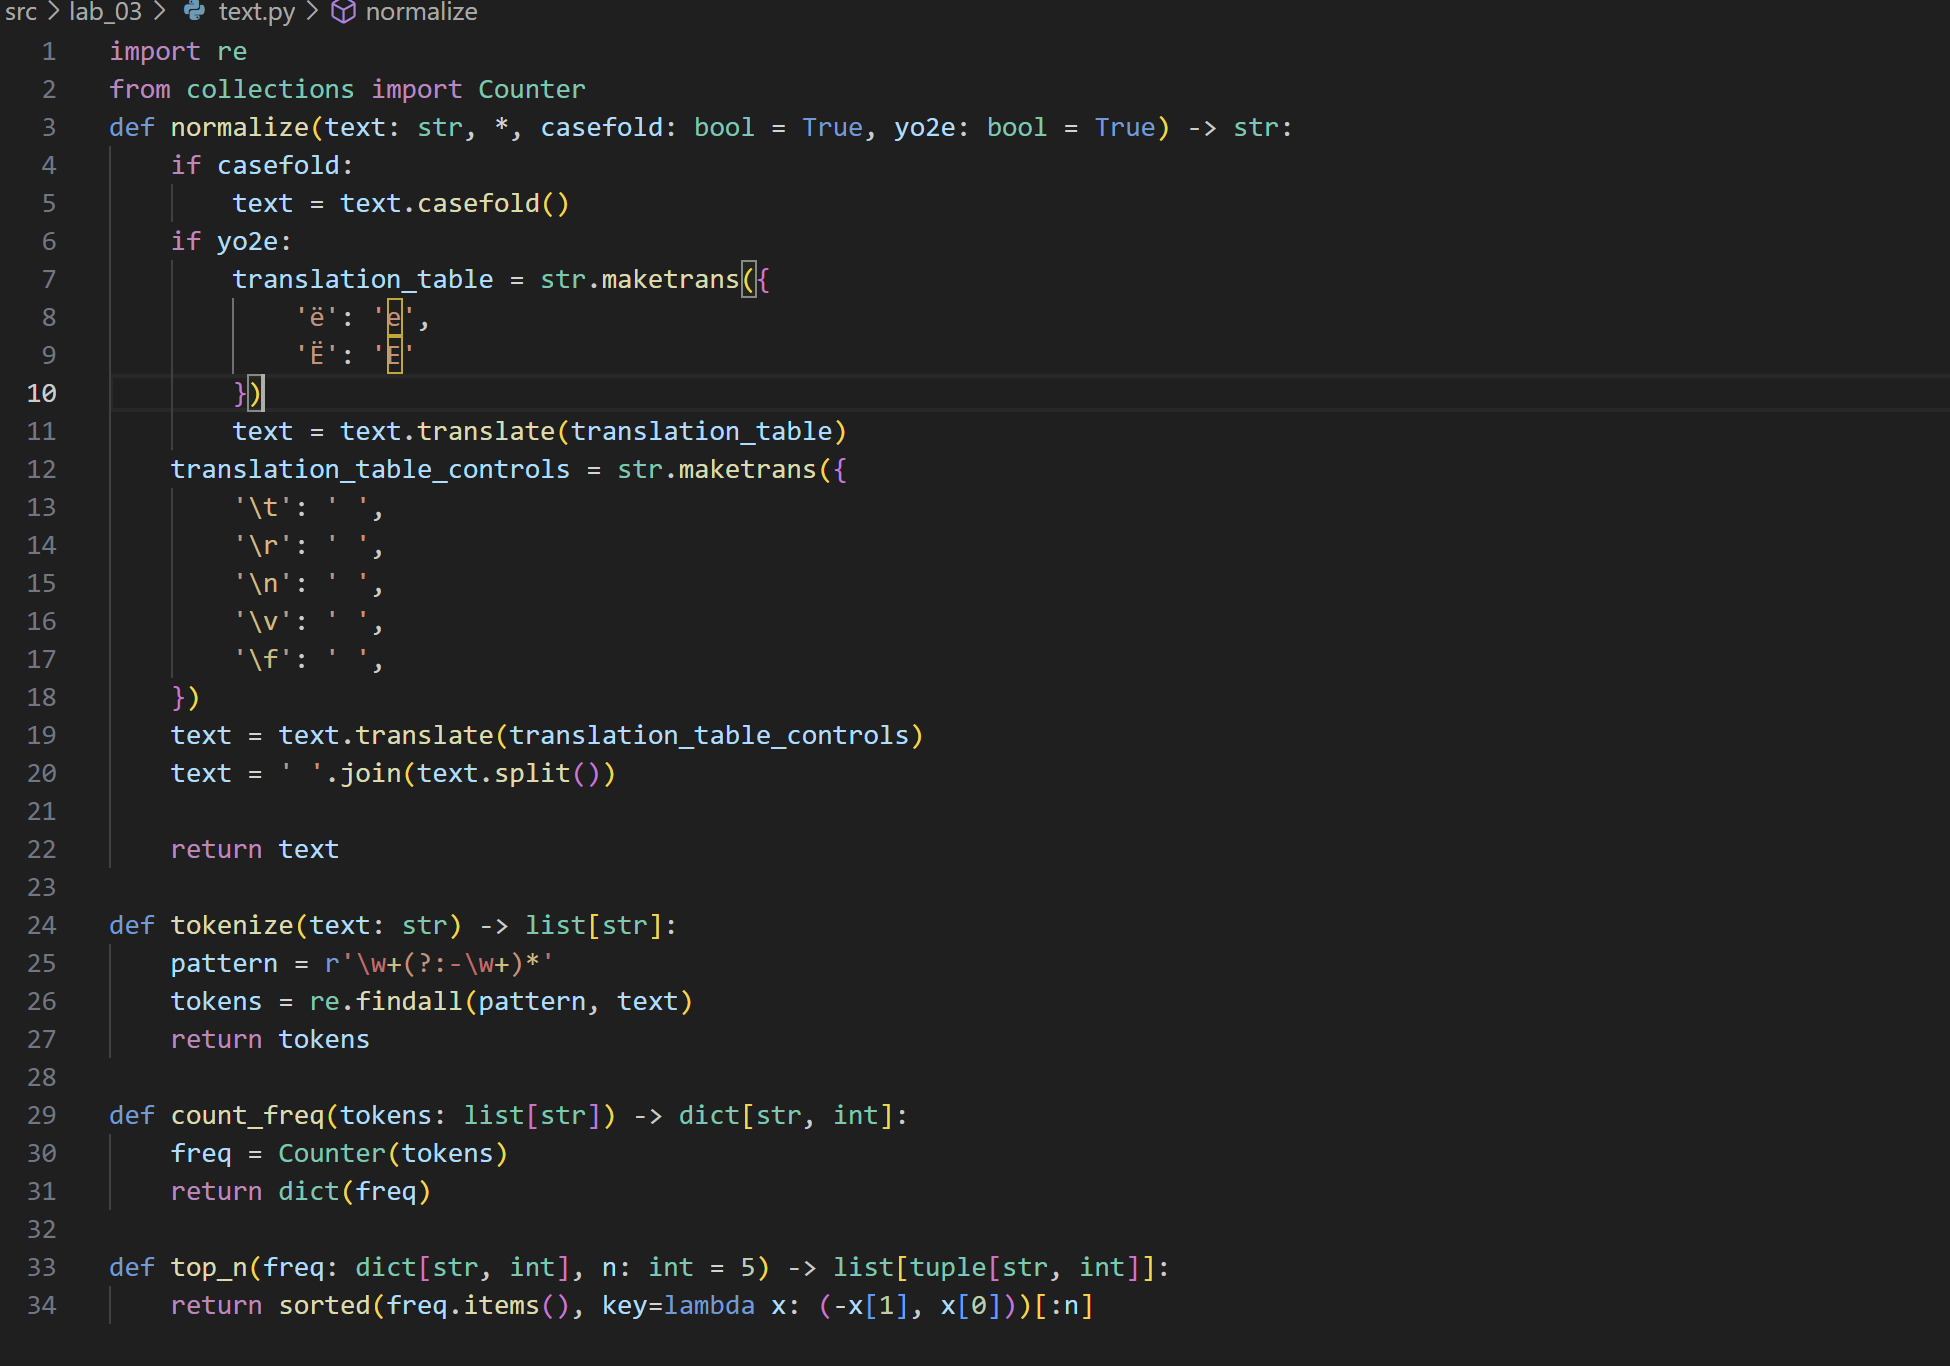 src > lab_03 > text.py > normalize
1 import re
2 from collections import Counter
3 def normalize(text: str, *, casefold: bool = True, yo2e: bool = True) -> str:
4     if casefold:
5         text = text.casefold()
6     if yo2e:
7         translation_table = str.maketrans({
8             'ё': 'е',
9             'Ё': 'Е'
10         })
11         text = text.translate(translation_table)
12     translation_table_controls = str.maketrans({
13         '\t': ' ',
14         '\r': ' ',
15         '\n': ' ',
16         '\v': ' ',
17         '\f': ' ',
18     })
19     text = text.translate(translation_table_controls)
20     text = ' '.join(text.split())
21
22     return text
23
24 def tokenize(text: str) -> list[str]:
25     pattern = r'\w+(?:-\w+)*'
26     tokens = re.findall(pattern, text)
27     return tokens
28
29 def count_freq(tokens: list[str]) -> dict[str, int]:
30     freq = Counter(tokens)
31     return dict(freq)
32
33 def top_n(freq: dict[str, int], n: int = 5) -> list[tuple[str, int]]:
34     return sorted(freq.items(), key=lambda x: (-x[1], x[0]))[:n]